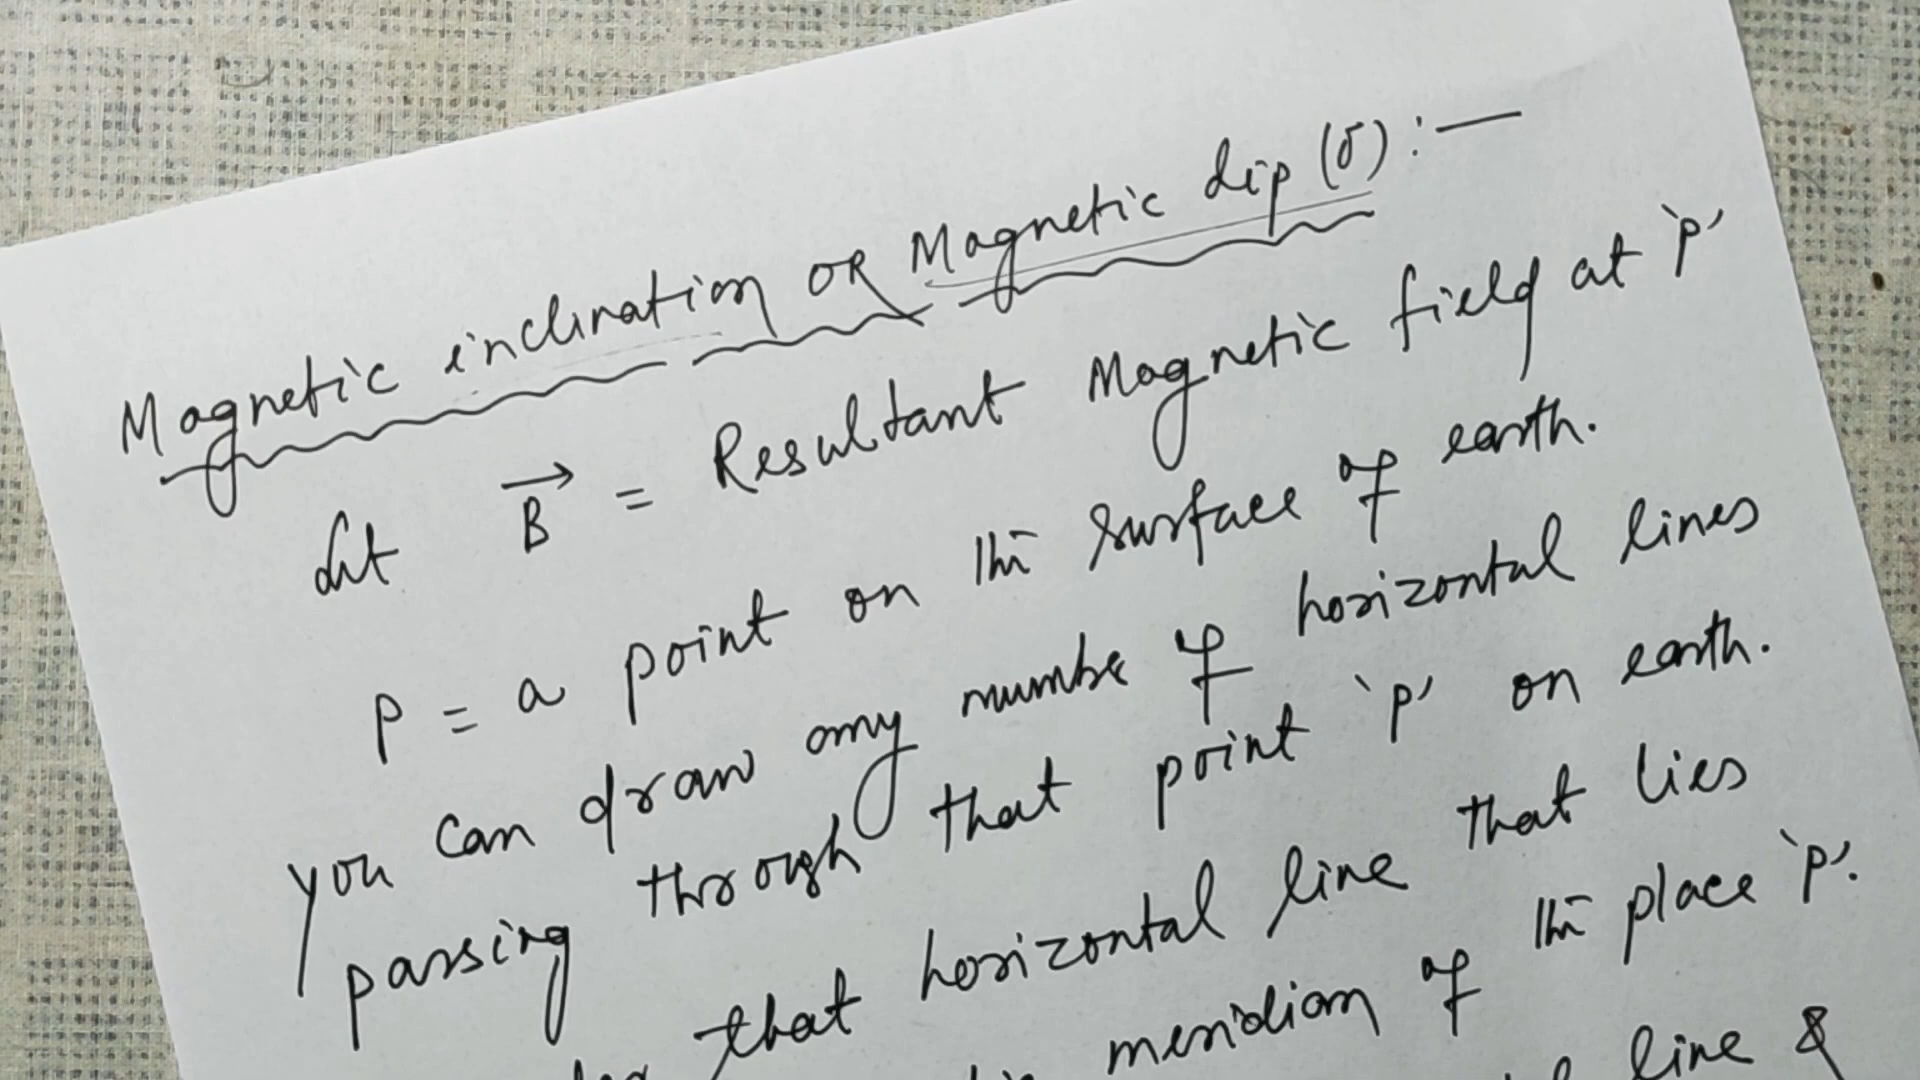 Magnetic inclination OR Magnetic dip (δ) :—
Let B⃗ = Resultant Magnetic field at 'P'
P = a point on the surface of earth.
You can draw any number of horizontal lines
passing through that point 'P' on earth.
that horizontal line that lies
meridian of the place 'P'.
line &